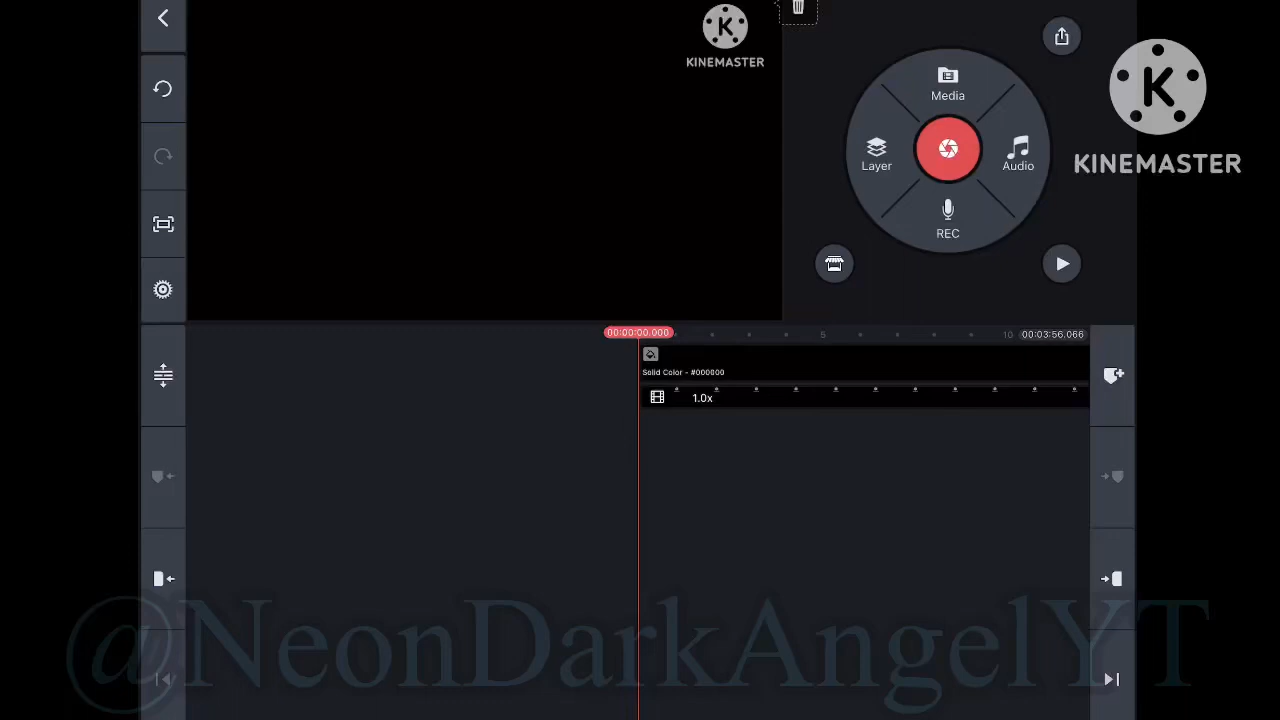 KINEMASTER
Media
Layer
Audio
REC
KINEMASTER
00:00:00.000
5
10
00:03:56.066
Solid Color - #000000
1.0x
@NeonDarkAngelYT